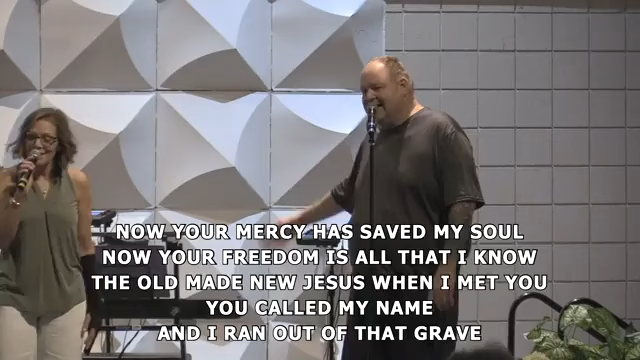 NOW YOUR MERCY HAS SAVED MY SOUL
NOW YOUR FREEDOM IS ALL THAT I KNOW
THE OLD MADE NEW JESUS WHEN I MET YOU
YOU CALLED MY NAME
AND I RAN OUT OF THAT GRAVE